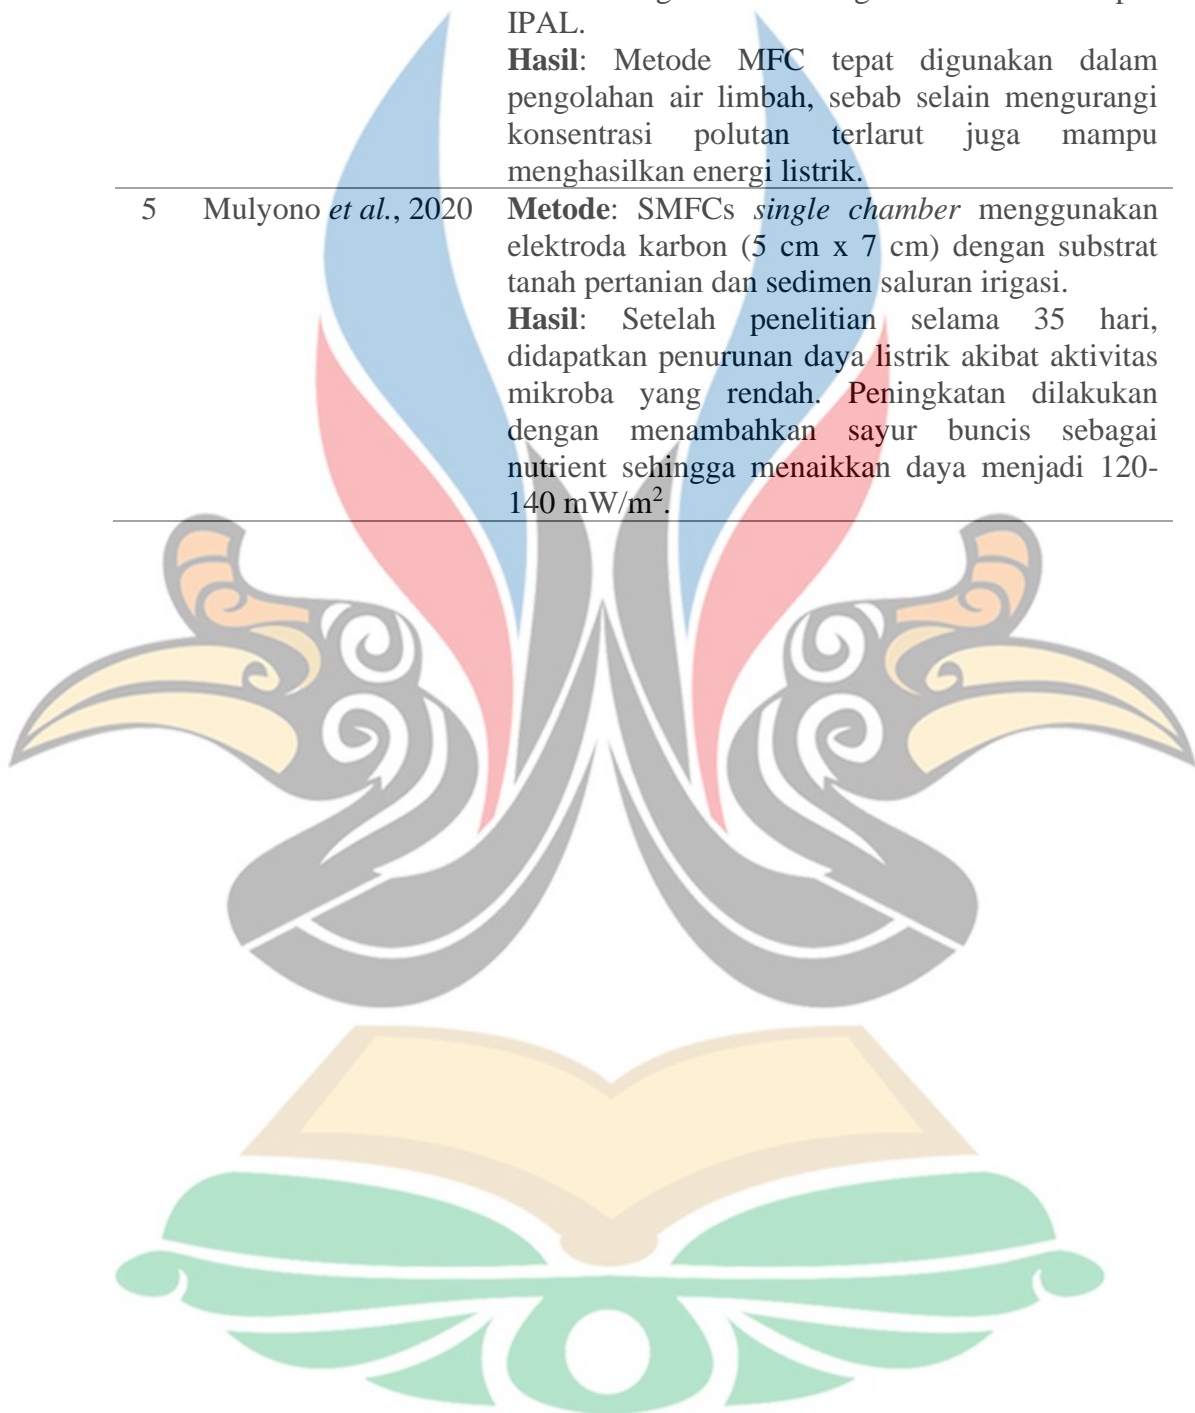 IPAL.
Hasil: Metode MFC tepat digunakan dalam
pengolahan air limbah, sebab selain mengurangi
konsentrasi polutan terlarut juga mampu
menghasilkan energi listrik.
5 Mulyono et al., 2020 Metode: SMFCs single chamber menggunakan
elektroda karbon (5 cm x 7 cm) dengan substrat
tanah pertanian dan sedimen saluran irigasi.
Hasil: Setelah penelitian selama 35 hari,
didapatkan penurunan daya listrik akibat aktivitas
mikroba yang rendah. Peningkatan dilakukan
dengan menambahkan sayur buncis sebagai
nutrient sehingga menaikkan daya menjadi 120-
140 mW/m².